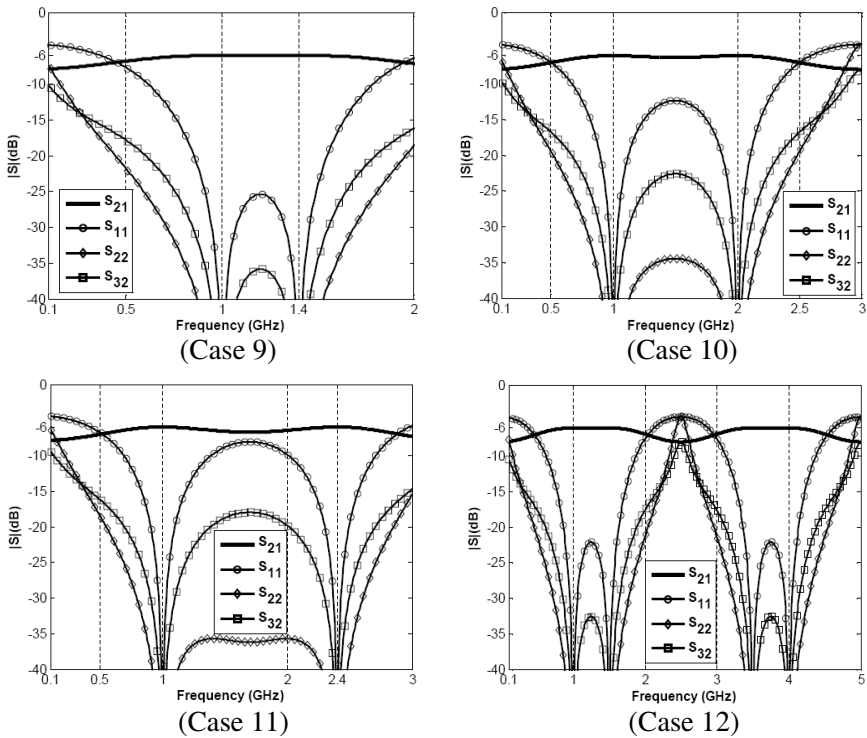 0
-6
-10
-15
-20
-25
-30
-35
-40
|S|(dB)
S21
S11
S22
S32
0.1 0.5 1 1.4 2
Frequency (GHz)
(Case 9)
0
-6
-10
-15
-20
-25
-30
-35
-40
|S|(dB)
S21
S11
S22
S32
0.1 0.5 1 2 2.5 3
Frequency (GHz)
(Case 10)
0
-6
-10
-15
-20
-25
-30
-35
-40
|S|(dB)
S21
S11
S22
S32
0.1 0.5 1 2 2.4 3
Frequency (GHz)
(Case 11)
0
-6
-10
-15
-20
-25
-30
-35
-40
|S|(dB)
S21
S11
S22
S32
0.1 1 2 3 4 5
Frequency (GHz)
(Case 12)